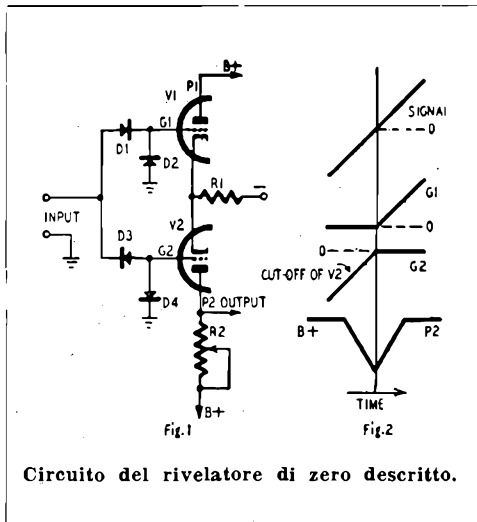 B+
P1
V1
G1
D1
D2
R1
–
INPUT
V2
D3
G2
D4
P2 OUTPUT
R2
B+
Fig.1
SIGNAL
0
G1
0
0
G2
CUT-OFF OF V2
B+
P2
TIME
Fig.2
Circuito del rivelatore di zero descritto.